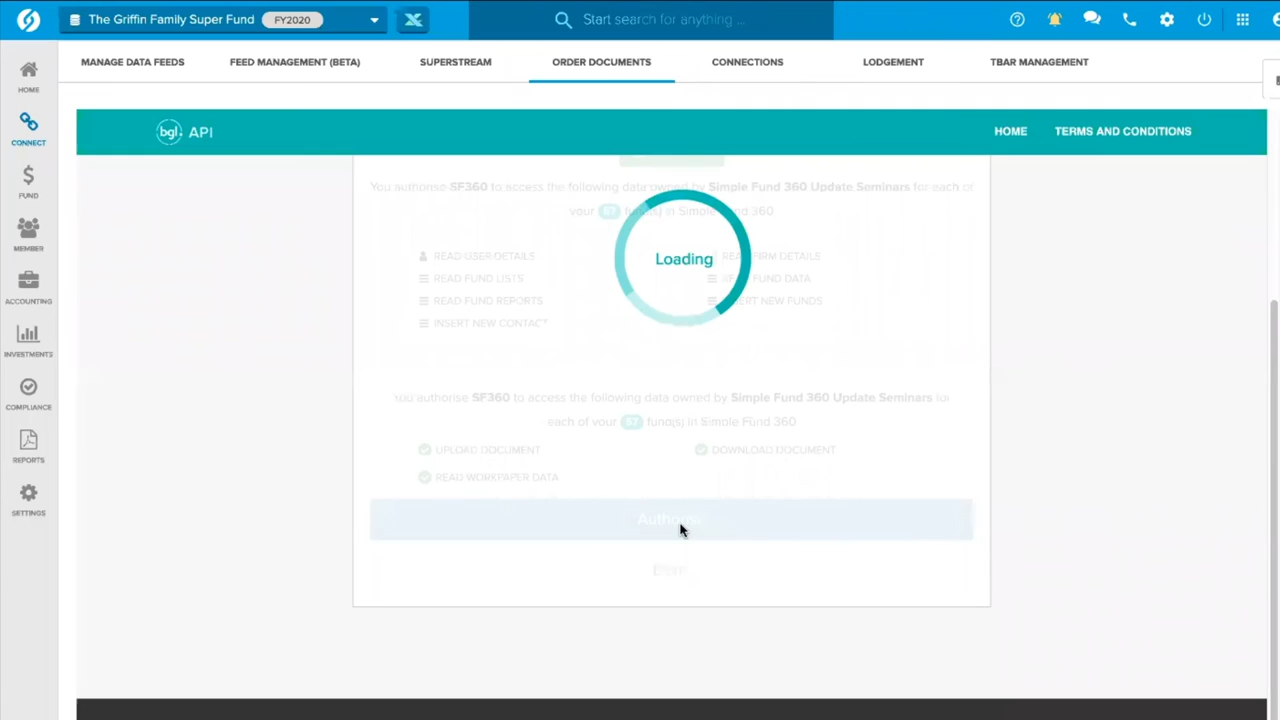 The Griffin Family Super Fund FY2020
Start search for anything ...
MANAGE DATA FEEDS FEED MANAGEMENT (BETA) SUPERSTREAM ORDER DOCUMENTS CONNECTIONS LODGEMENT TBAR MANAGEMENT
HOME
CONNECT
FUND
MEMBER
ACCOUNTING
INVESTMENTS
COMPLIANCE
REPORTS
SETTINGS
bgl. API
HOME TERMS AND CONDITIONS
You authorise SF360 to access the following data owned by Simple Fund 360 Update Seminars for each of
your 57 fund(s) in Simple Fund 360
Loading
READ USER DETAILS FIRM DETAILS
READ FUND LISTS FUND DATA
READ FUND REPORTS NEW FUNDS
INSERT NEW CONTACT
You authorise SF360 to access the following data owned by Simple Fund 360 Update Seminars for
each of your 57 fund(s) in Simple Fund 360
UPLOAD DOCUMENT DOWNLOAD DOCUMENT
READ WORKPAPER DATA
Authorise